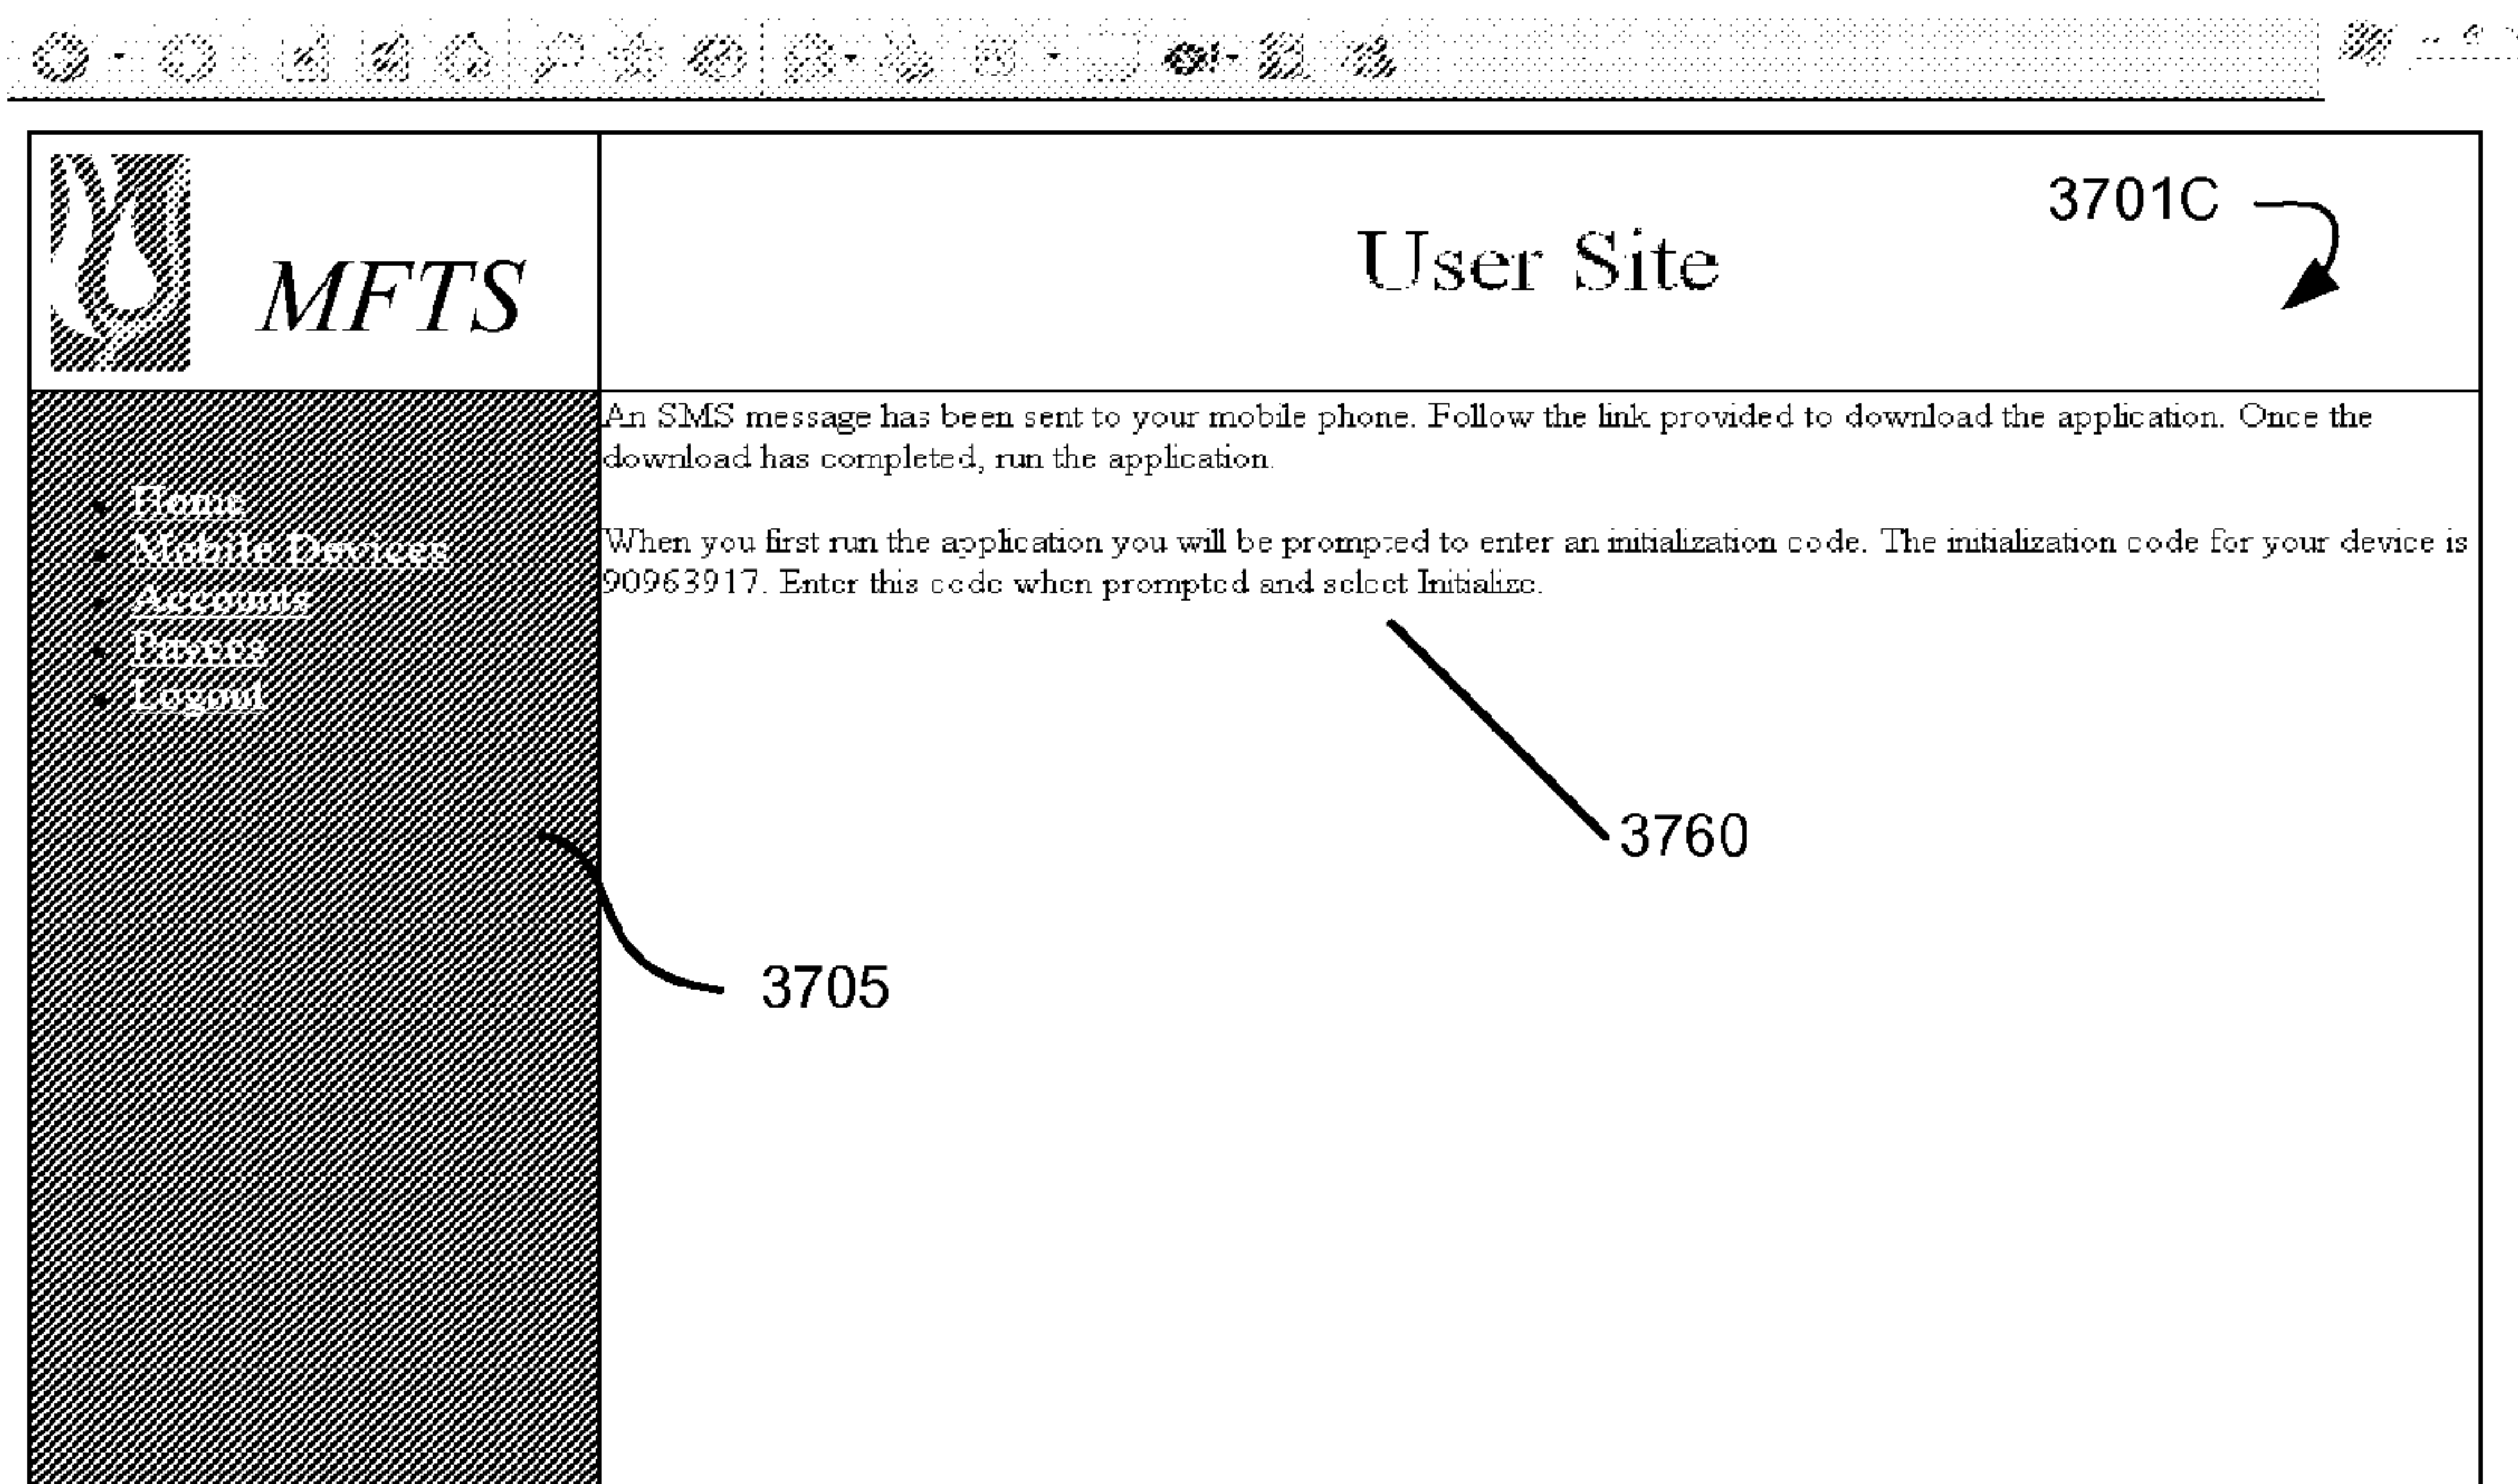 3701C
MFTS
User Site
An SMS message has been sent to your mobile phone. Follow the link provided to download the application. Once the
download has completed, run the application.
Home
Mobile Devices
When you first run the application you will be prompted to enter an initialization code. The initialization code for your device is
90963917. Enter this code when prompted and select Initialize.
Accounts
Payees
Logout
3760
3705